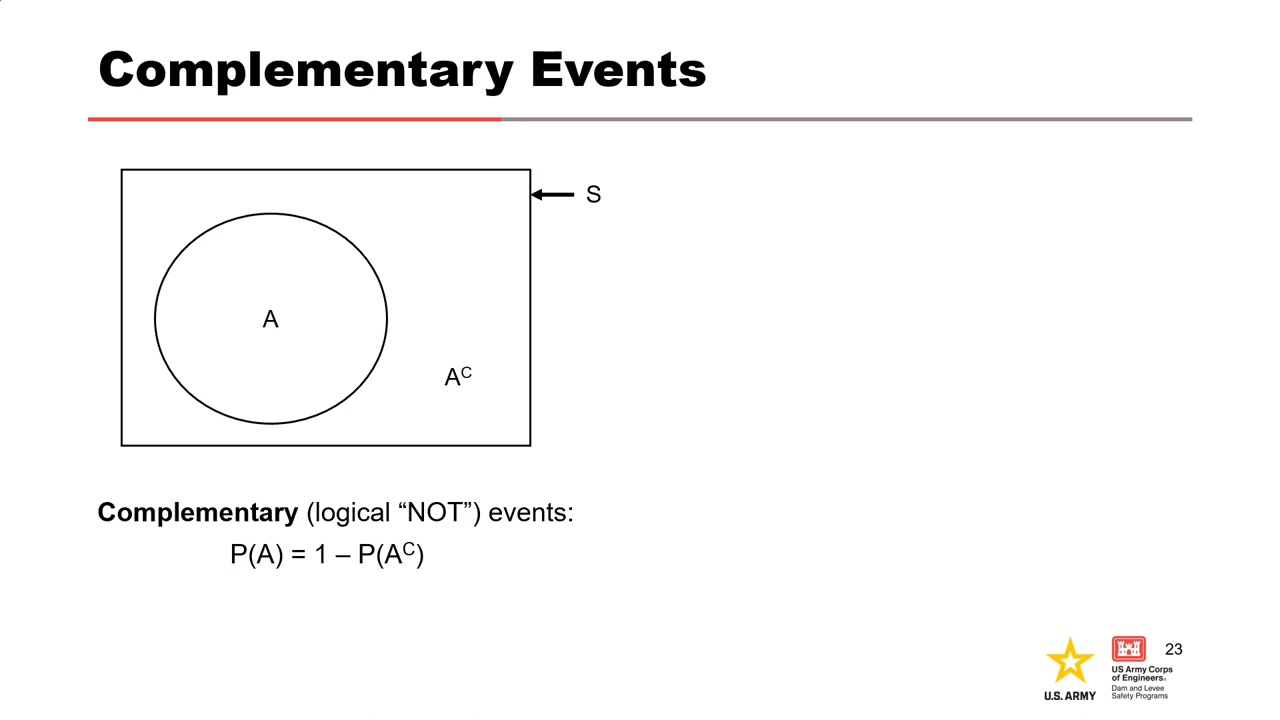 Complementary Events
S
A
Aᶜ
Complementary (logical “NOT”) events:
P(A) = 1 – P(Aᶜ)
23
U.S. ARMY
US Army Corps
of Engineers®
Dam and Levee
Safety Programs